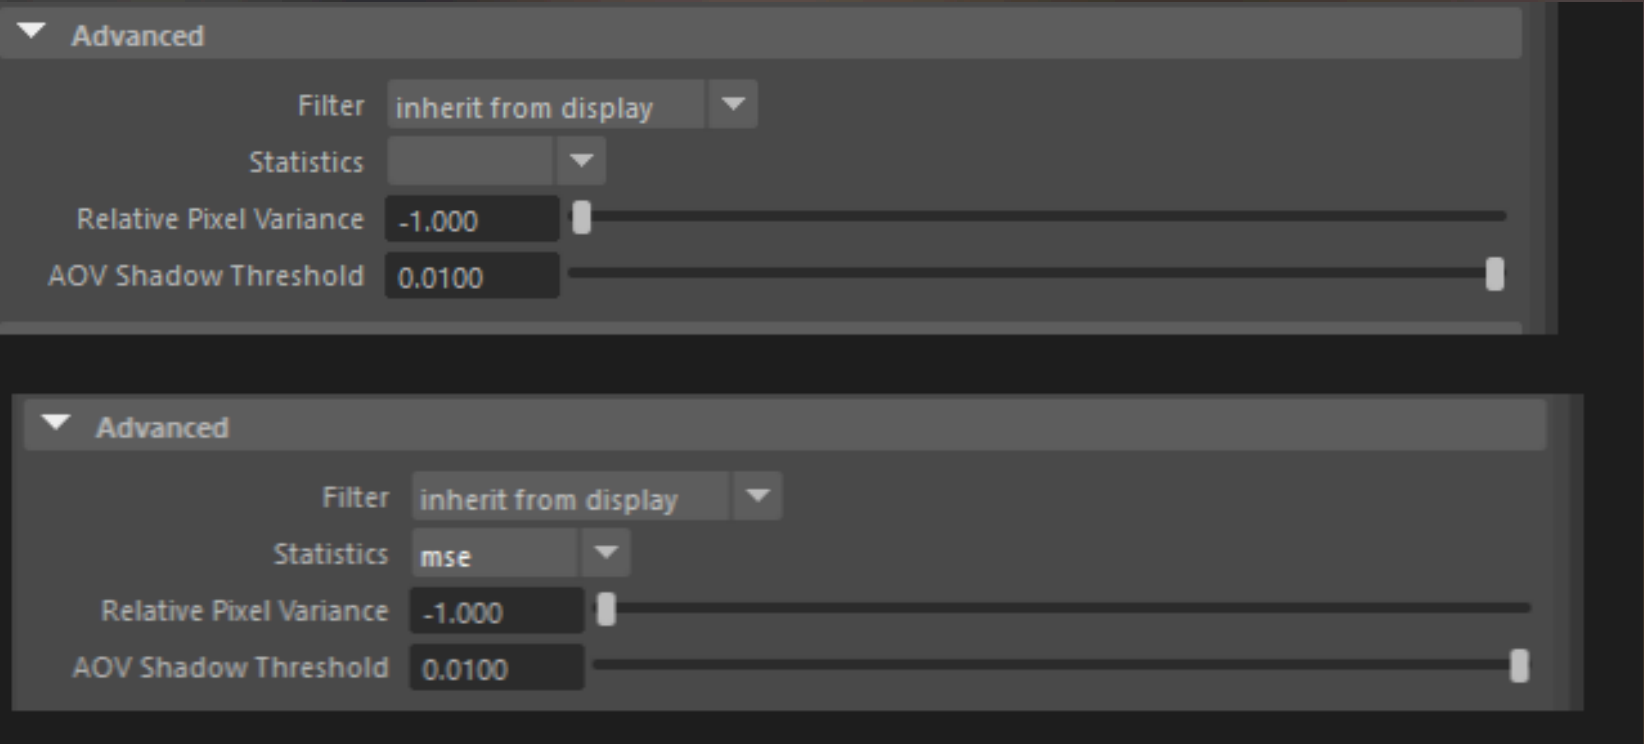 Advanced
Filter inherit from display
Statistics
Relative Pixel Variance -1.000
AOV Shadow Threshold 0.0100
Advanced
Filter inherit from display
Statistics mse
Relative Pixel Variance -1.000
AOV Shadow Threshold 0.0100